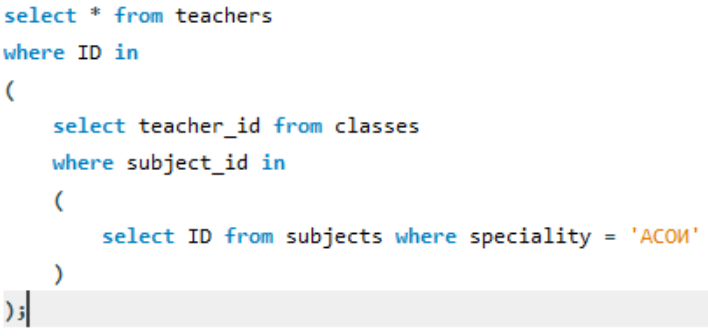 select * from teachers
where ID in
(
select teacher_id from classes
where subject_id in
(
select ID from subjects where speciality = 'АСОИ'
)
);